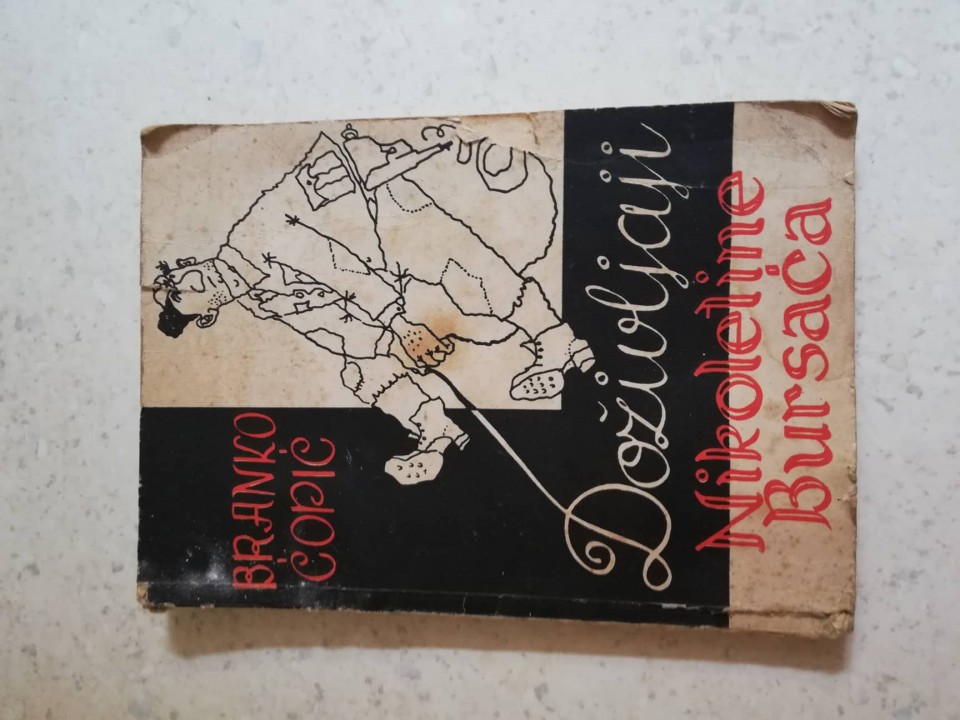 BRANKO
ĆOPIĆ
Doživljaji
Nikoletine
Bursaća